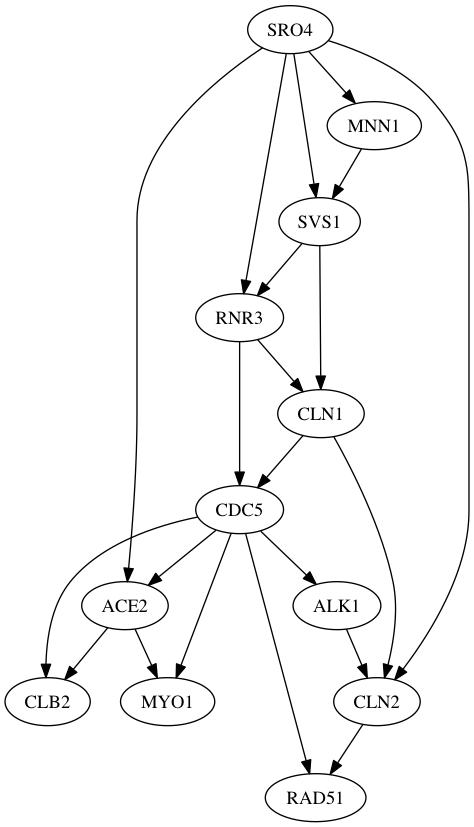 SRO4
MNN1
SVS1
RNR3
CLN1
CDC5
ACE2
ALK1
CLB2
MYO1
CLN2
RAD51